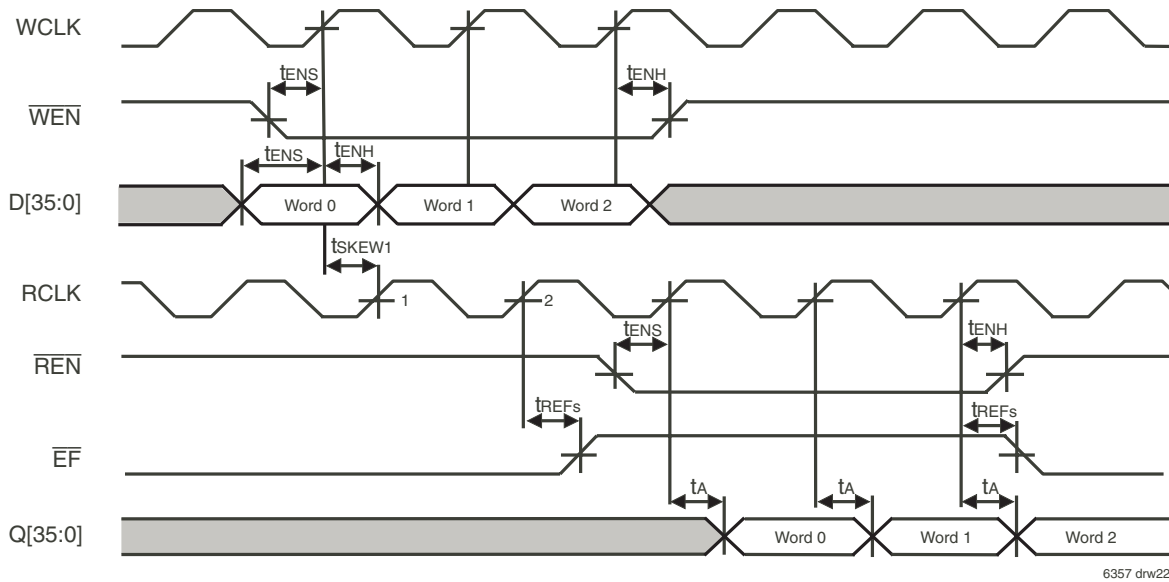 WCLK
tENS
tENH
WEN
tENS
tENH
D[35:0]
Word 0
Word 1
Word 2
tSKEW1
RCLK
1
2
tENS
tENH
REN
tREFs
tREFs
EF
tA
tA
tA
Q[35:0]
Word 0
Word 1
Word 2
6357 drw22